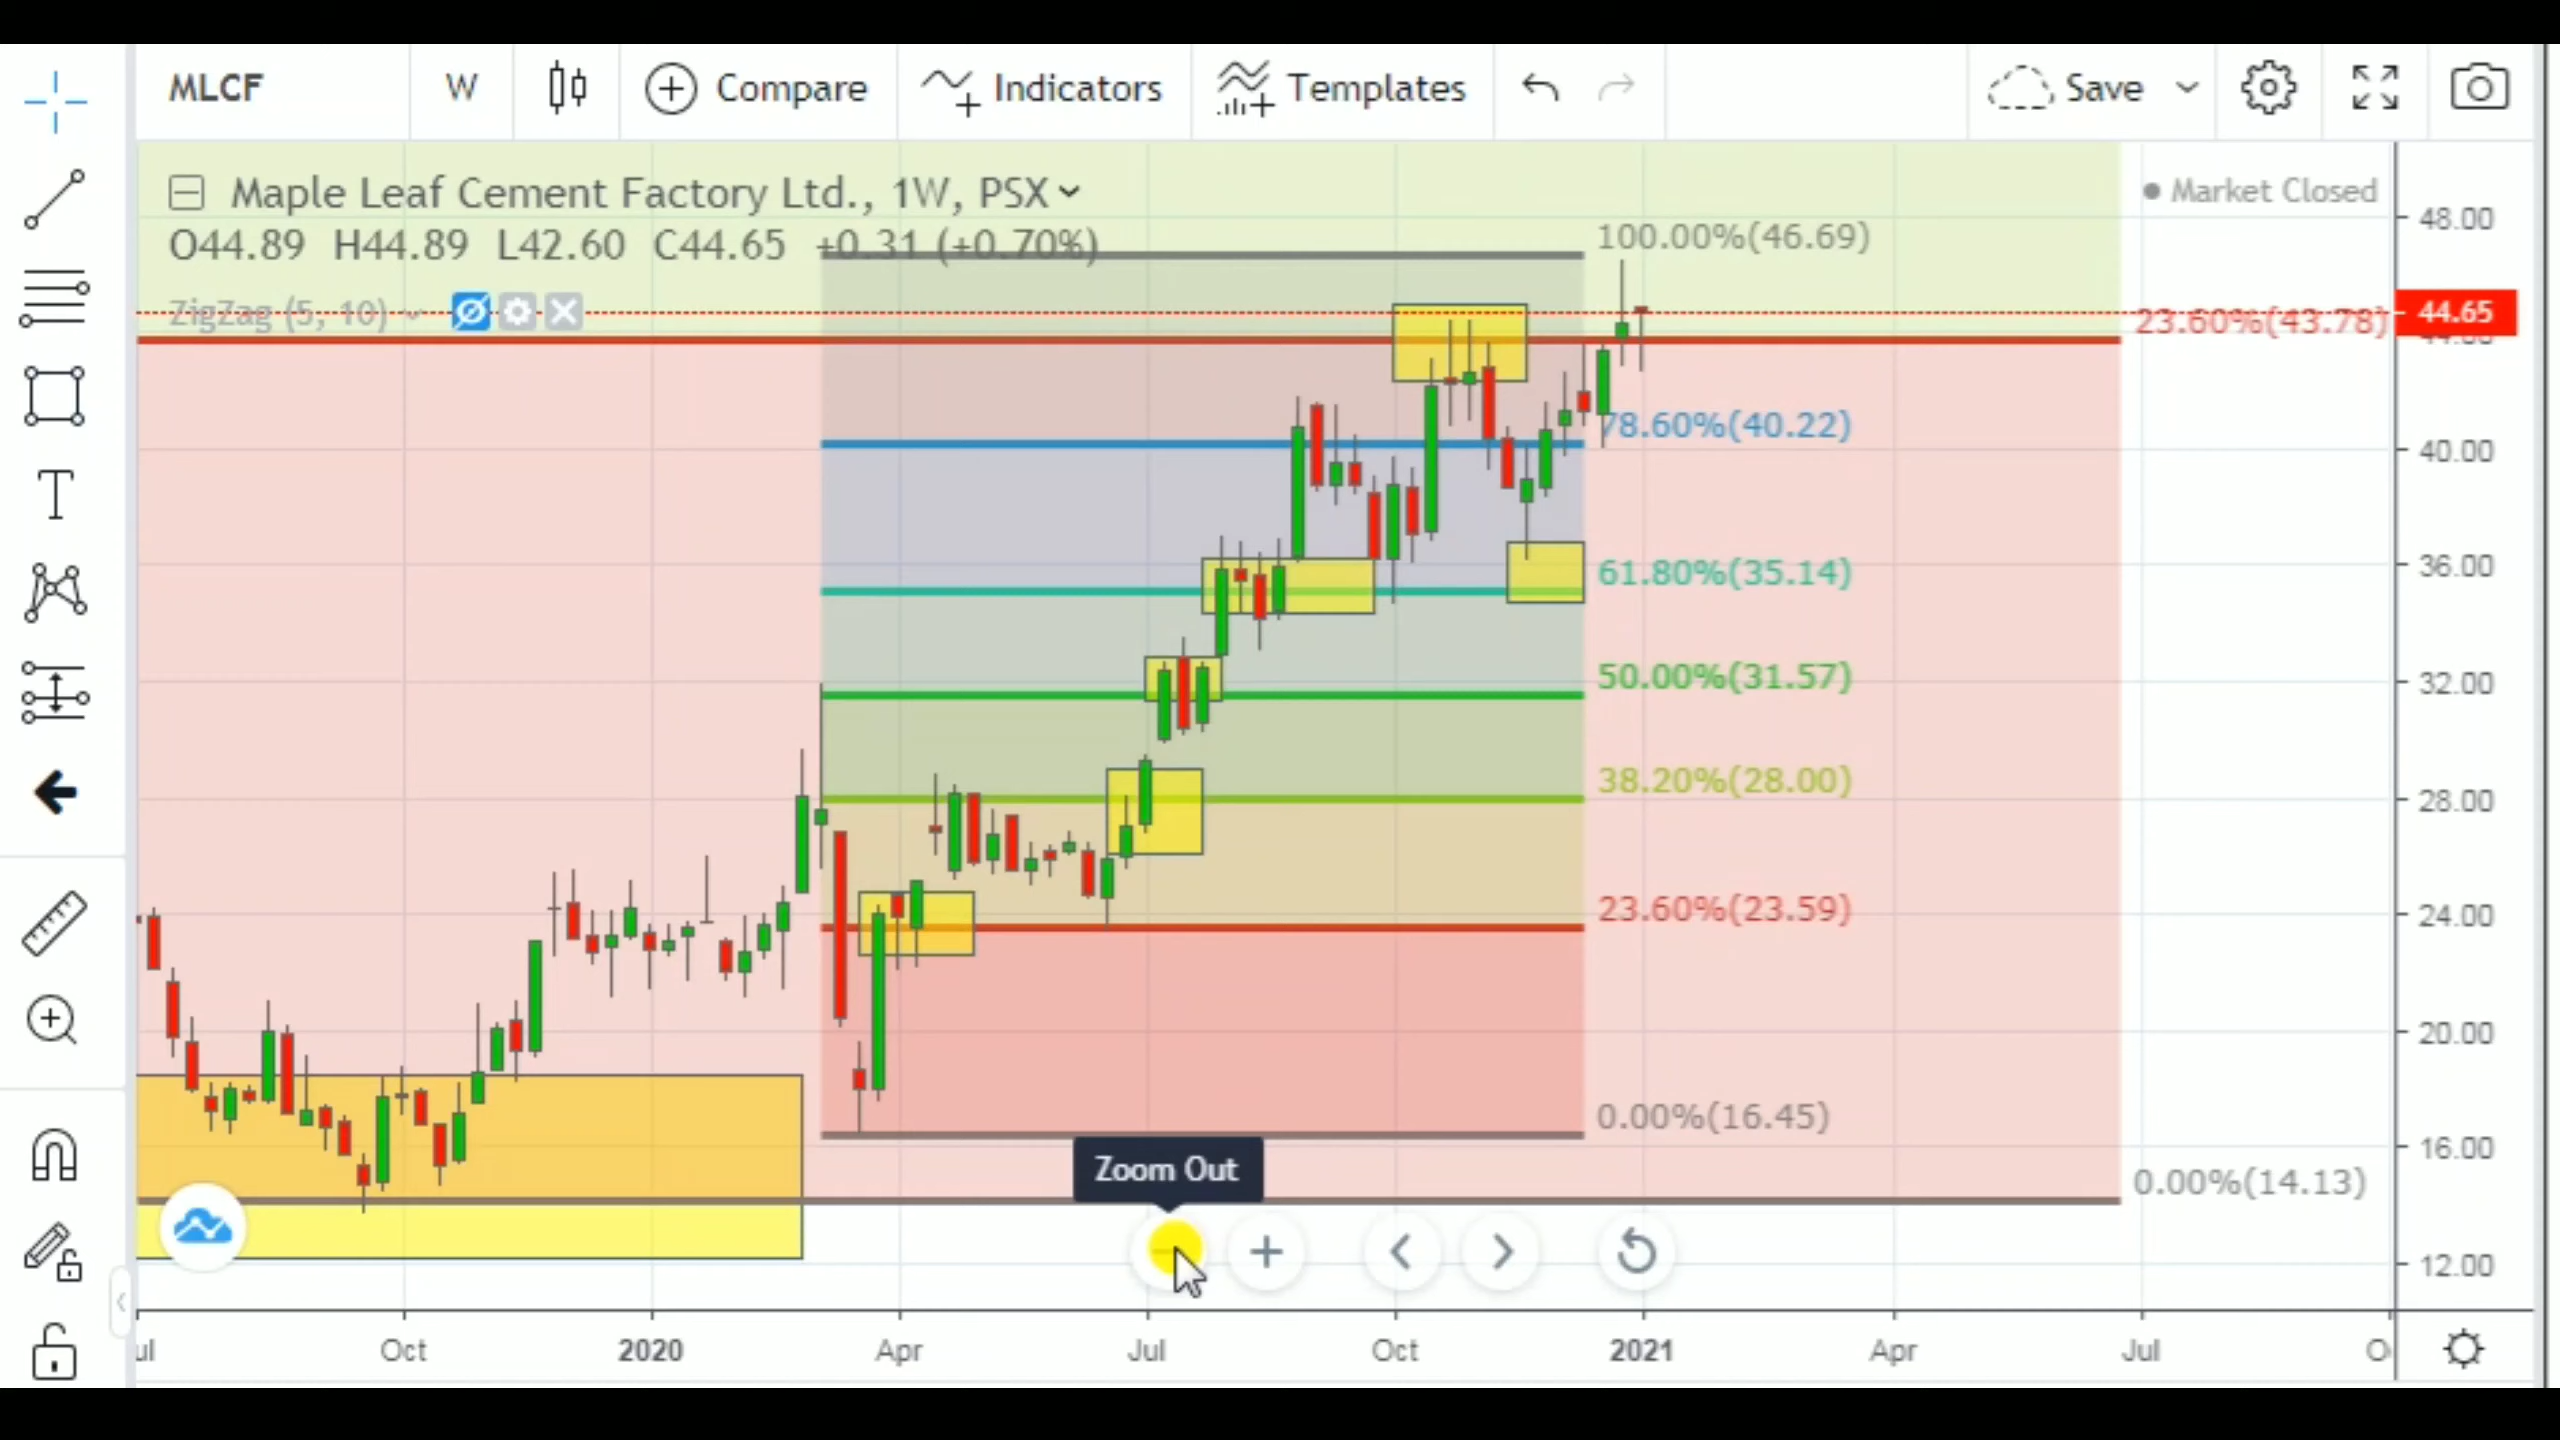 MLCF W Compare Indicators Templates Save
Maple Leaf Cement Factory Ltd., 1W, PSX
Market Closed
O44.89 H44.89 L42.60 C44.65 +0.31 (+0.70%)
ZigZag (5, 10)
100.00%(46.69)
23.60%(43.78)
78.60%(40.22)
61.80%(35.14)
50.00%(31.57)
38.20%(28.00)
23.60%(23.59)
0.00%(16.45)
0.00%(14.13)
48.00
44.65
44.00
40.00
36.00
32.00
28.00
24.00
20.00
16.00
12.00
Zoom Out
ul Oct 2020 Apr Jul Oct 2021 Apr Jul O